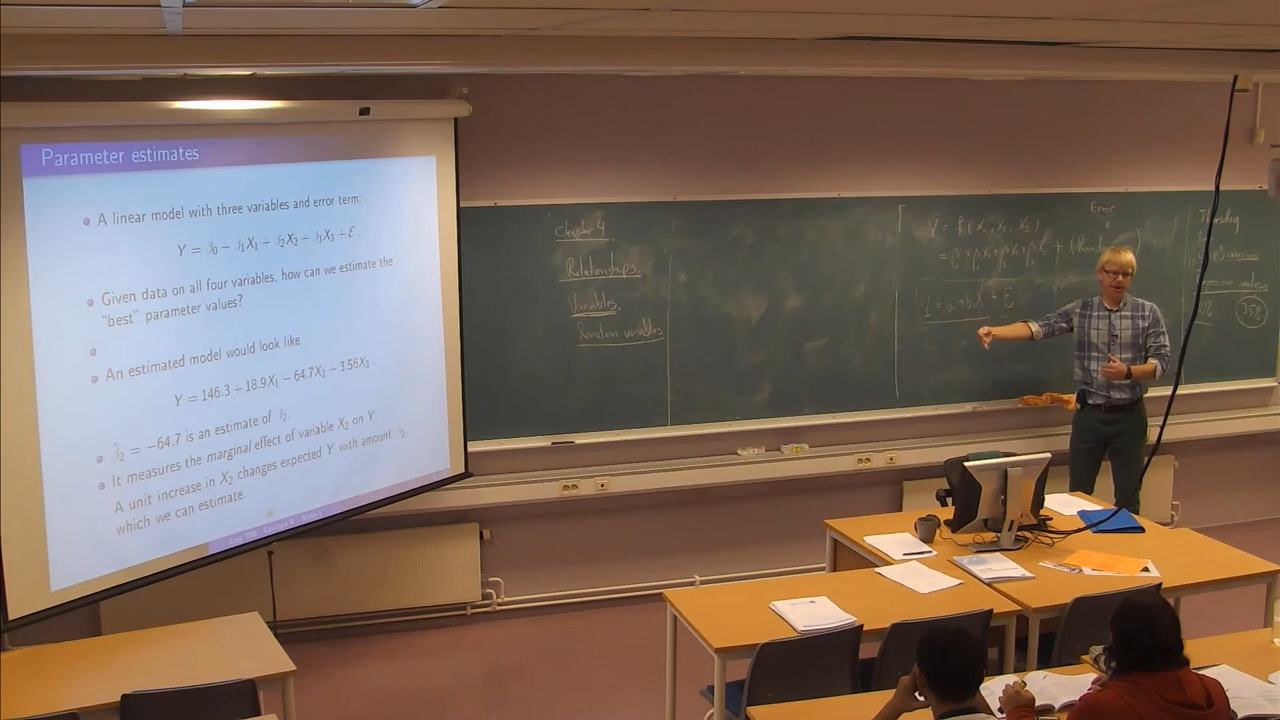 Parameter estimates
A linear model with three variables and error term:
Y = β₀ + β₁X₁ + β₂X₂ + β₃X₃ + ℰ.
Given data on all four variables, how can we estimate the
"best" parameter values?
An estimated model would look like
Y = 146.3 + 18.9X₁ − 64.7X₂ + 3.56X₃.
β̂₂ = −64.7 is an estimate of β₂.
It measures the marginal effect of variable X₂ on Y.
A unit increase in X₂ changes expected Y with amount β₂
which we can estimate.
Chapter 4
Relationships.
Variables.
Random variables
Error
Y = f(X₁, X₂, X₃)
Thursday
35%